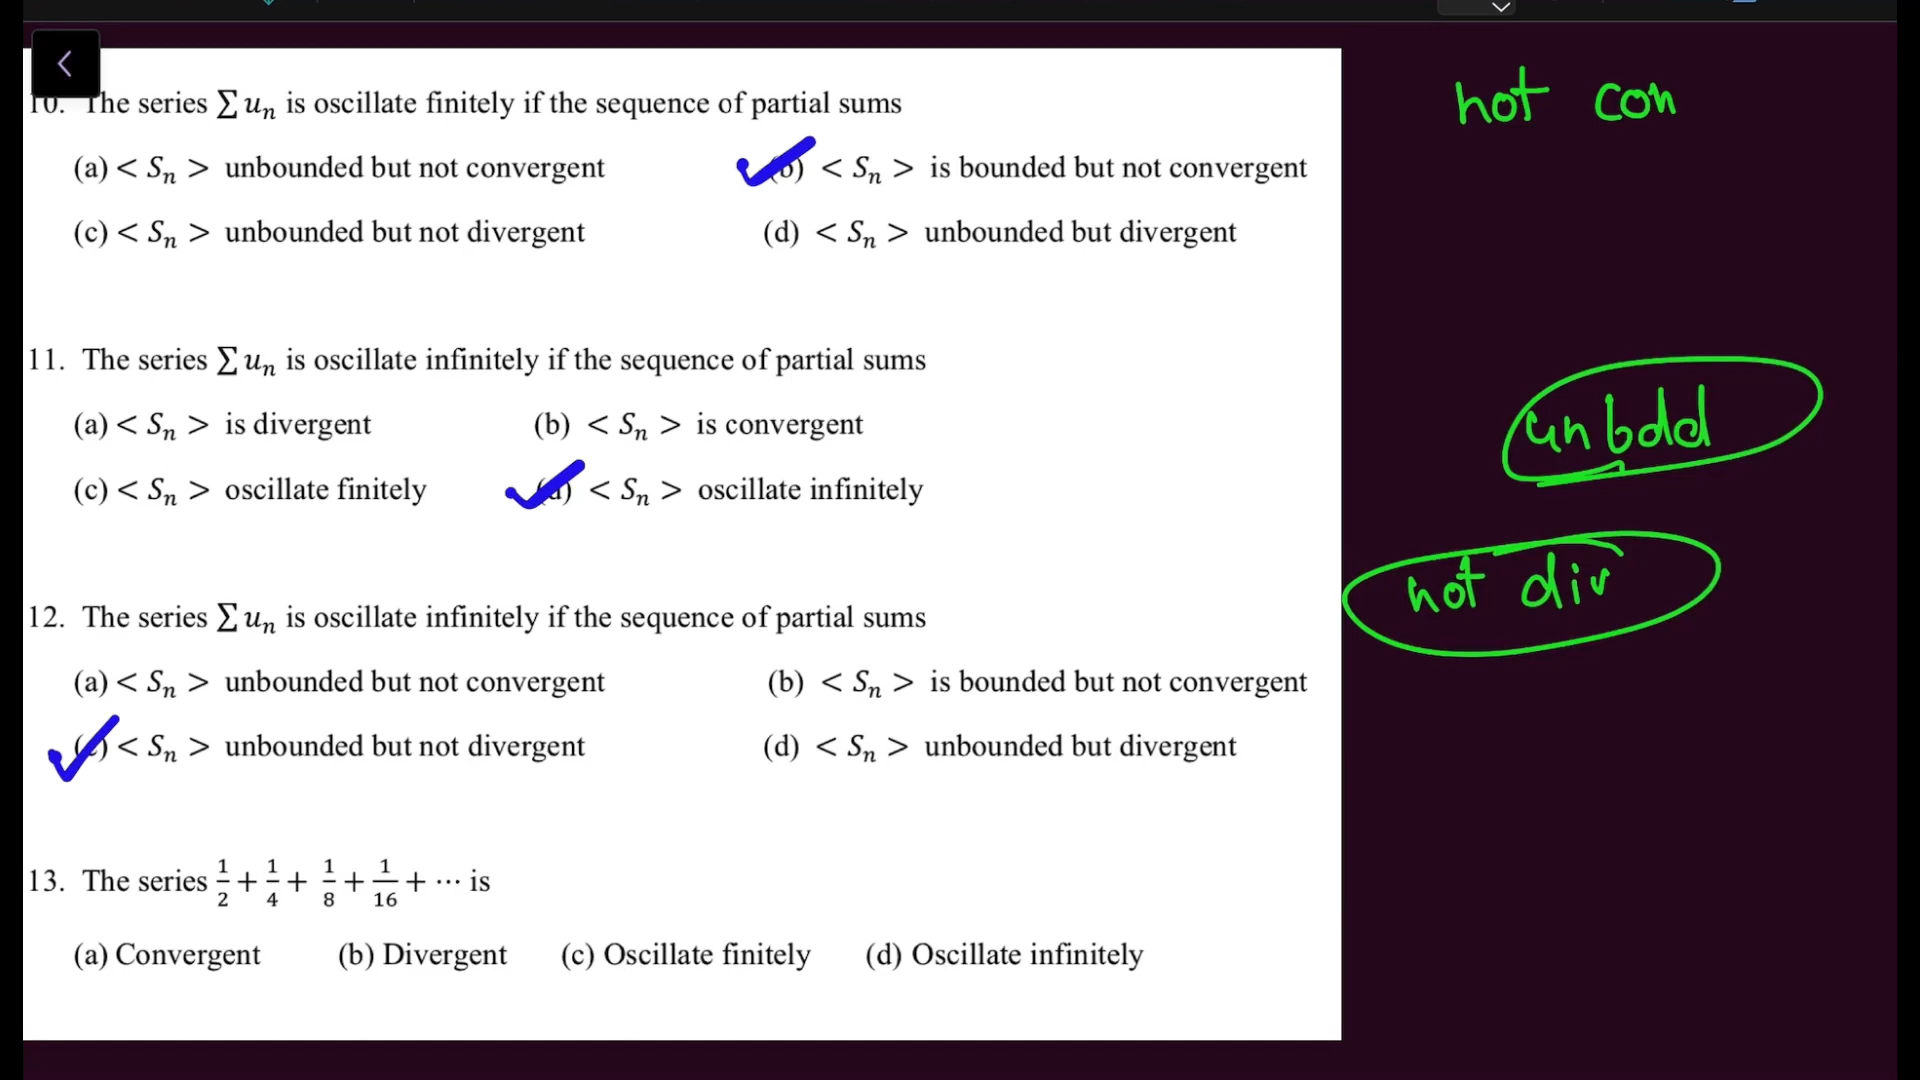 10. The series ∑ uₙ is oscillate finitely if the sequence of partial sums
(a) < Sₙ > unbounded but not convergent (b) < Sₙ > is bounded but not convergent
(c) < Sₙ > unbounded but not divergent (d) < Sₙ > unbounded but divergent
11. The series ∑ uₙ is oscillate infinitely if the sequence of partial sums
(a) < Sₙ > is divergent (b) < Sₙ > is convergent
(c) < Sₙ > oscillate finitely (d) < Sₙ > oscillate infinitely
12. The series ∑ uₙ is oscillate infinitely if the sequence of partial sums
(a) < Sₙ > unbounded but not convergent (b) < Sₙ > is bounded but not convergent
(c) < Sₙ > unbounded but not divergent (d) < Sₙ > unbounded but divergent
13. The series 1/2 + 1/4 + 1/8 + 1/16 + ⋯ is
(a) Convergent (b) Divergent (c) Oscillate finitely (d) Oscillate infinitely
not con
unbdd
not div